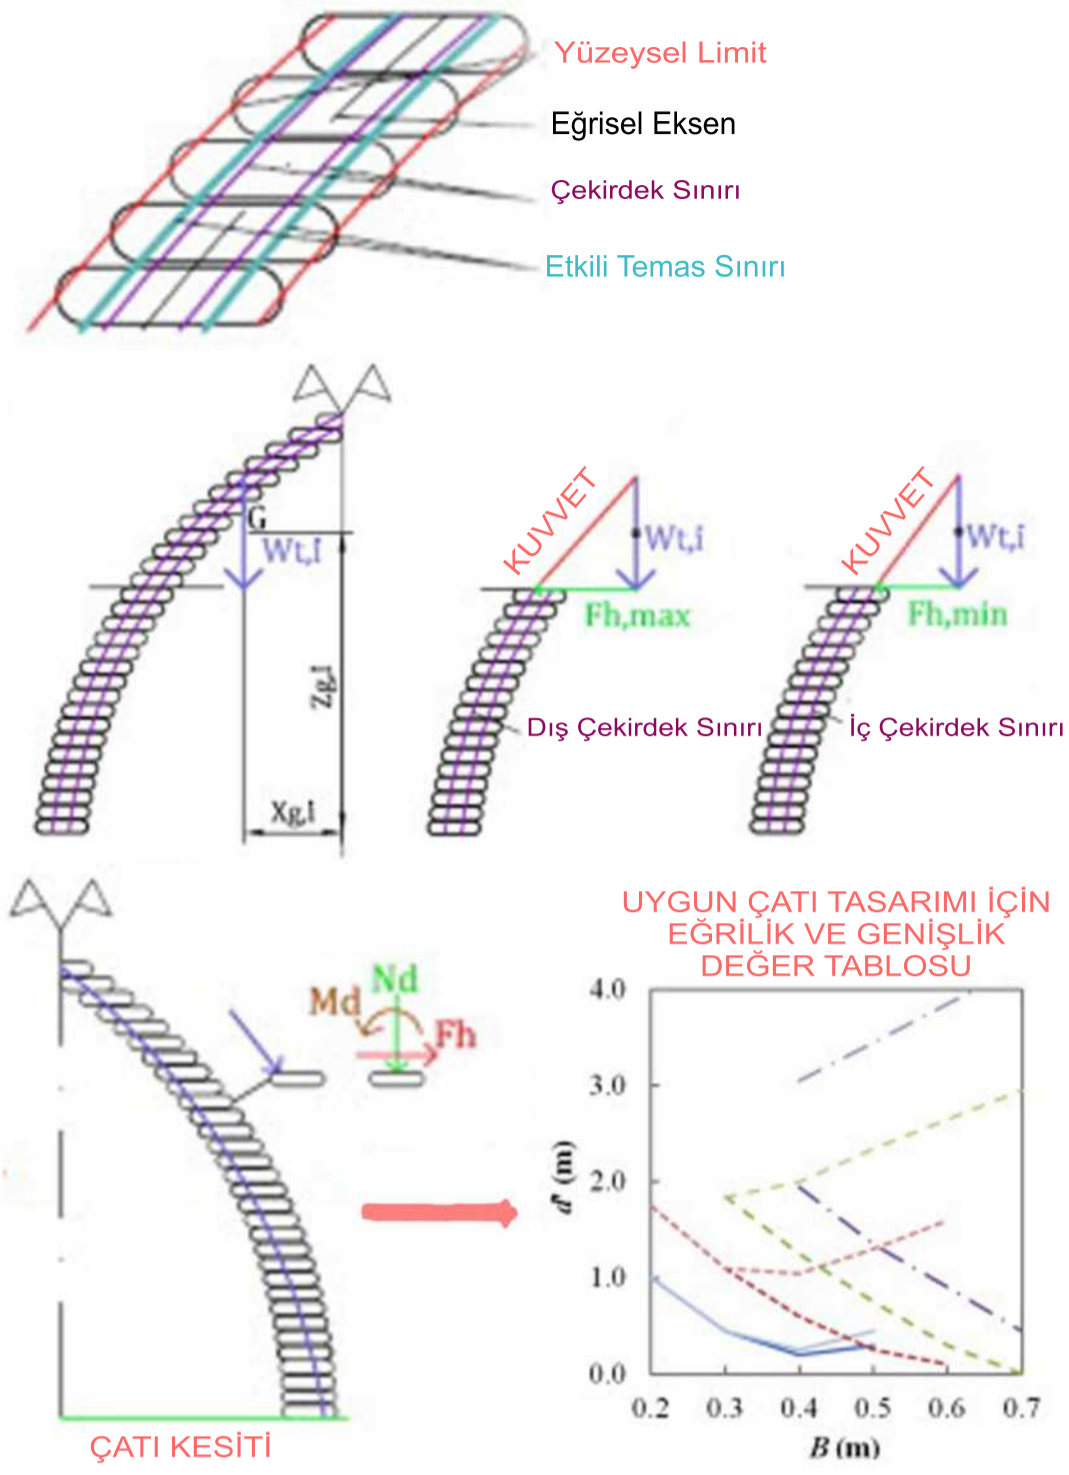 Yüzeysel Limit
Eğrisel Eksen
Çekirdek Sınırı
Etkili Temas Sınırı
G
Wt,i
Zg,i
Xg,i
KUVVET
Wt,i
Fh,max
Dış Çekirdek Sınırı
KUVVET
Wt,i
Fh,min
İç Çekirdek Sınırı
Nd
Md
Fh
ÇATI KESİTİ
UYGUN ÇATI TASARIMI İÇİN
EĞRİLİK VE GENİŞLİK
DEĞER TABLOSU
4.0
3.0
2.0
1.0
0.0
d' (m)
0.2 0.3 0.4 0.5 0.6 0.7
B (m)